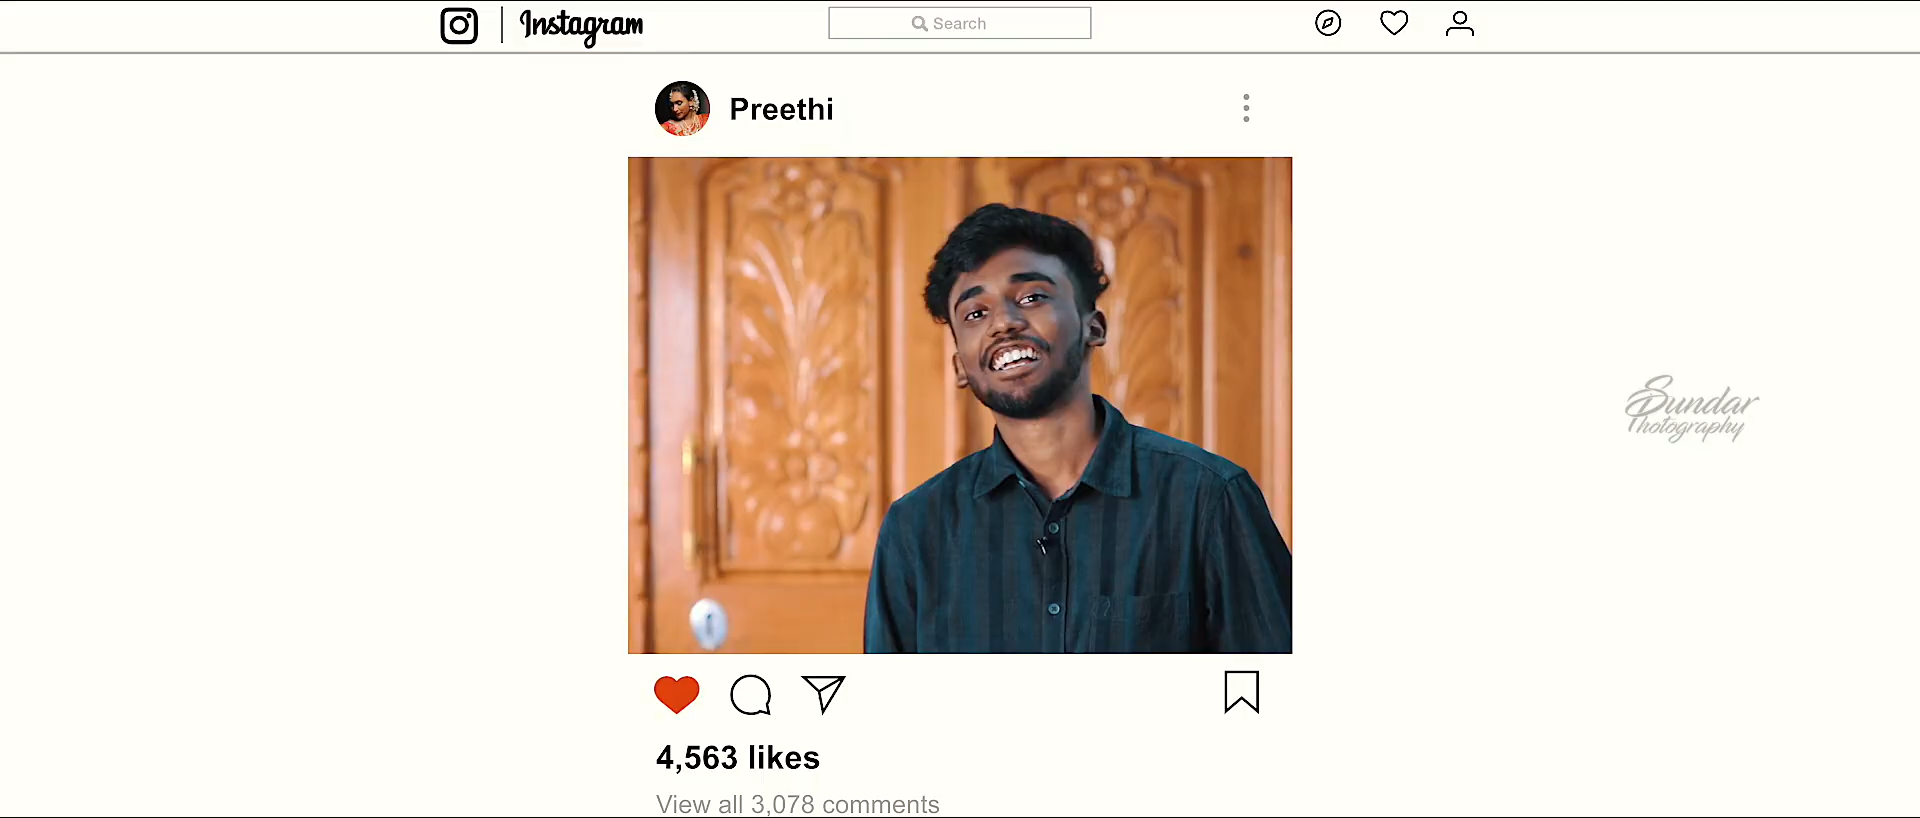 Instagram
Search
Preethi
4,563 likes
View all 3,078 comments
Sundar
Photography